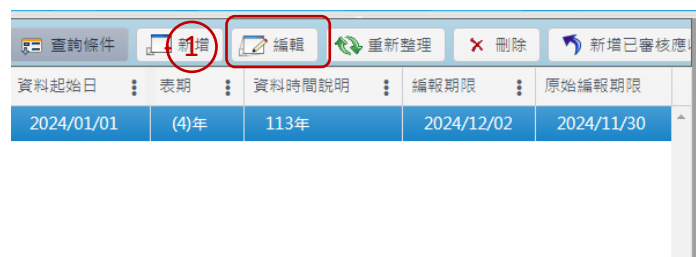 查詢條件 新增 ① 編輯 重新整理 刪除 新增已審核應
資料起始日 表期 資料時間說明 編報期限 原始編報期限
2024/01/01 (4)年 113年 2024/12/02 2024/11/30